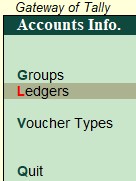 Gateway of Tally
Accounts Info.
Groups
Ledgers
Voucher Types
Quit